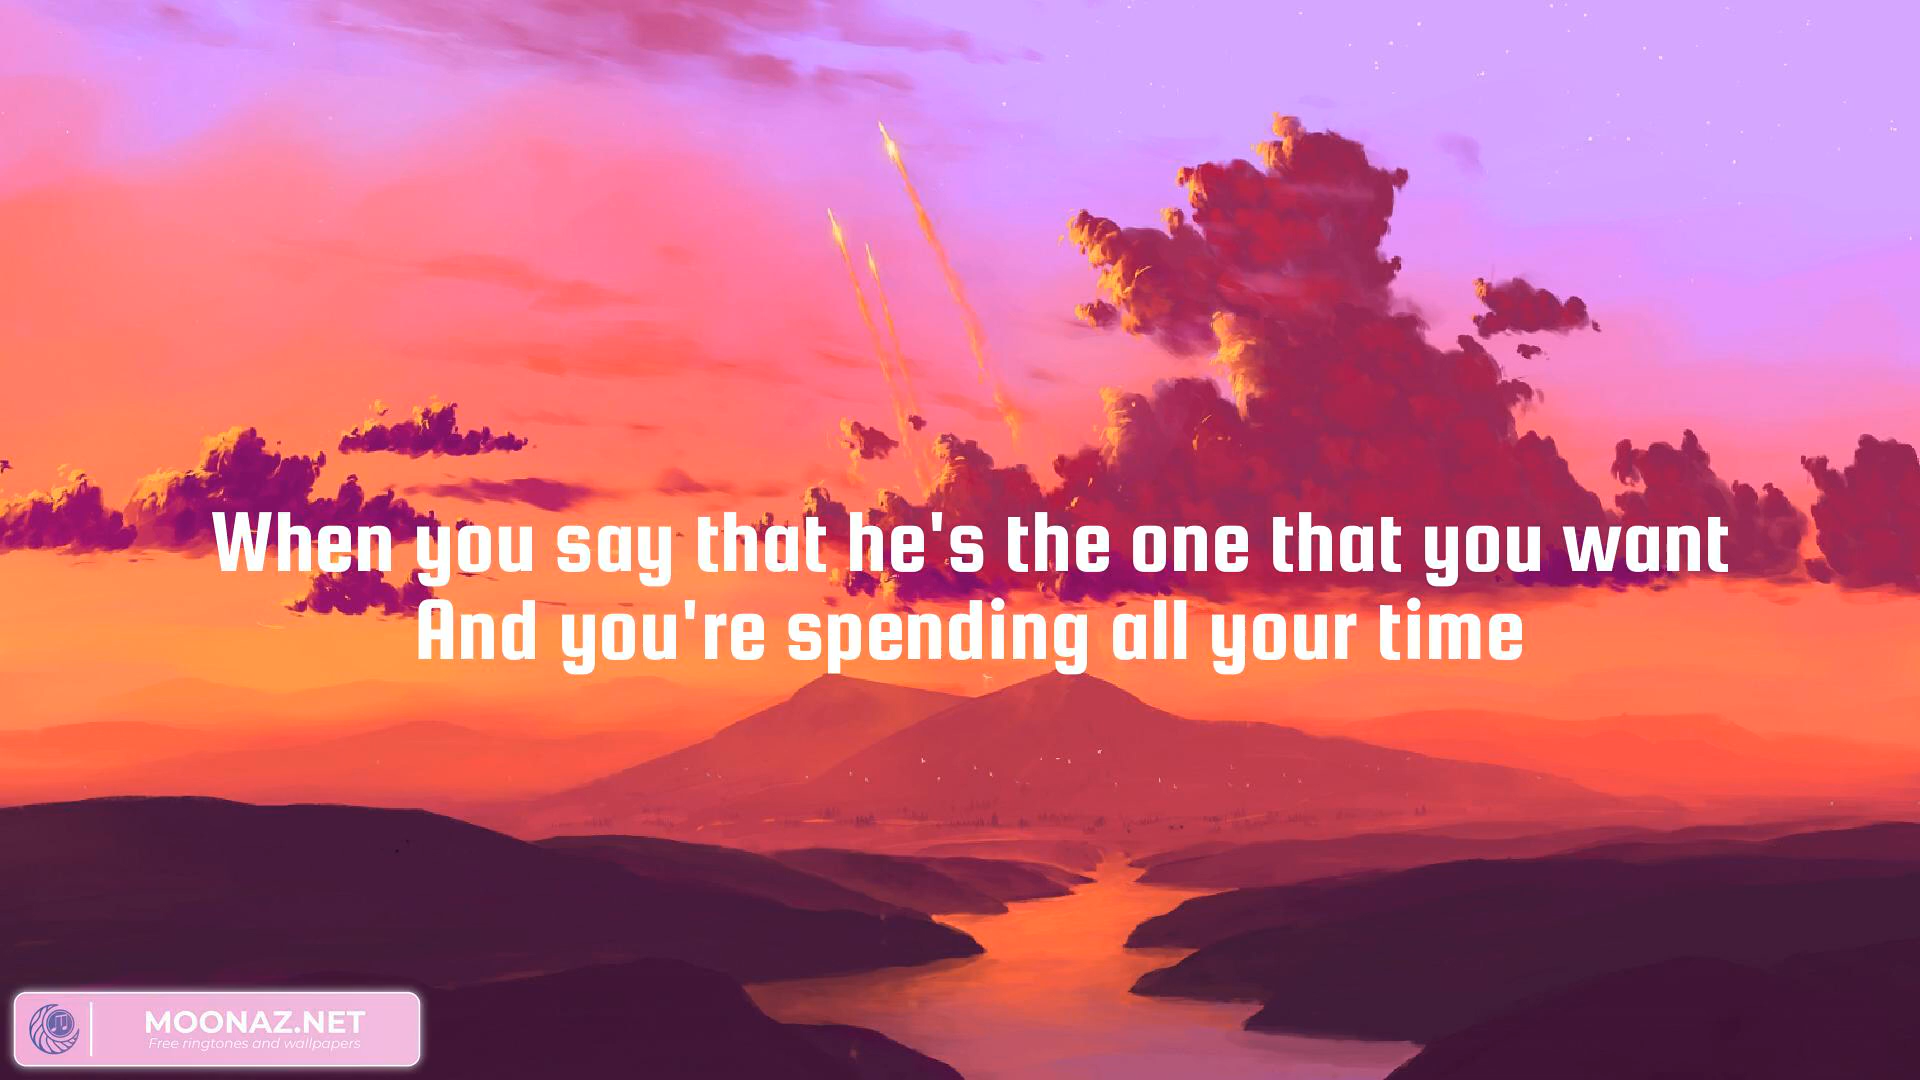 When you say that he's the one that you want
And you're spending all your time
MOONAZ.NET
Free ringtones and wallpapers